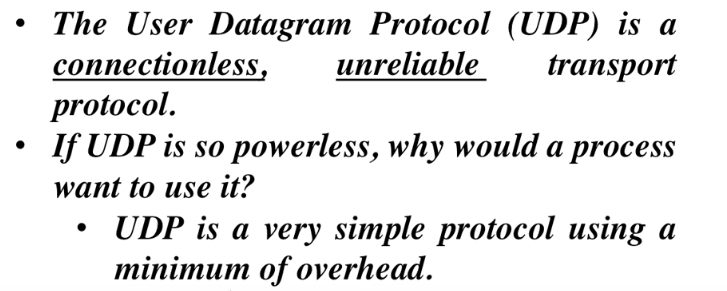 • The User Datagram Protocol (UDP) is a
connectionless, unreliable transport
protocol.
• If UDP is so powerless, why would a process
want to use it?
• UDP is a very simple protocol using a
minimum of overhead.